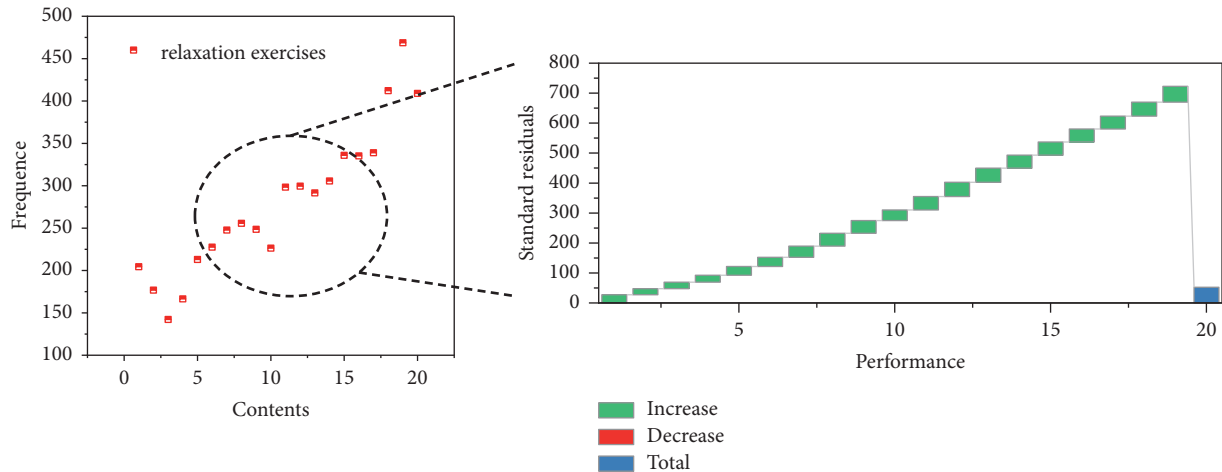 500
450
400
350
300
250
200
150
100
Frequence
relaxation exercises
0 5 10 15 20
Contents
800
700
600
500
400
300
200
100
0
Standard residuals
5 10 15 20
Performance
Increase
Decrease
Total